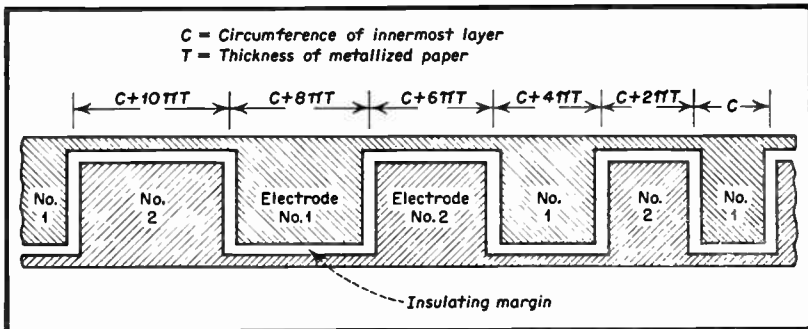 C = Circumference of innermost layer
T = Thickness of metallized paper
C+10πT C+8πT C+6πT C+4πT C+2πT C
No. 1
No. 2
Electrode No.1
Electrode No.2
No. 1
No. 2
No. 1
Insulating margin